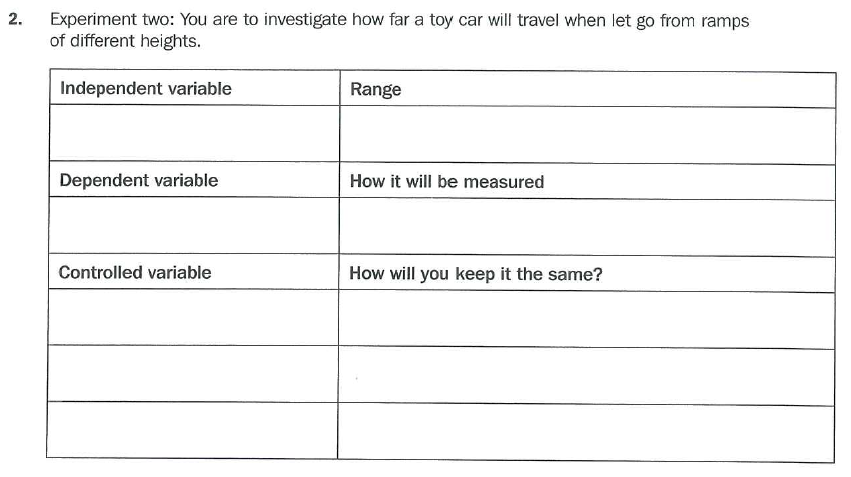 2. Experiment two: You are to investigate how far a toy car will travel when let go from ramps
of different heights.
Independent variable Range
Dependent variable How it will be measured
Controlled variable How will you keep it the same?